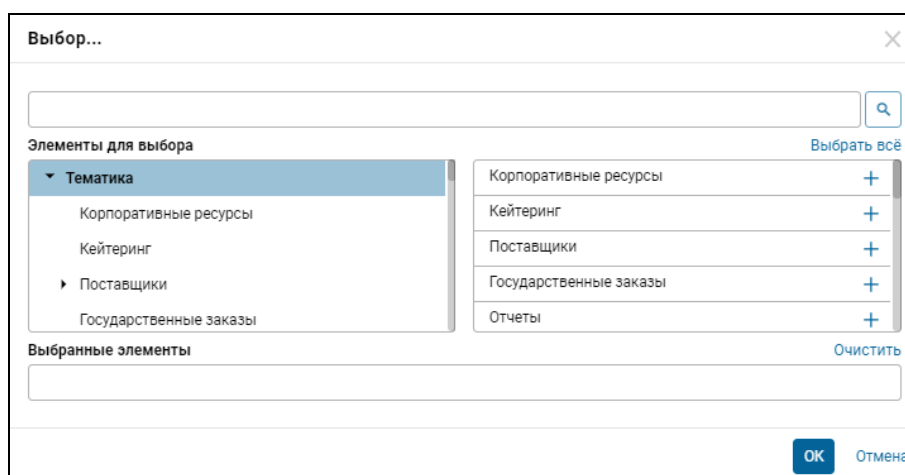 Выбор...
Элементы для выбора
Выбрать всё
Тематика
Корпоративные ресурсы
Кейтеринг
Поставщики
Государственные заказы
Корпоративные ресурсы
Кейтеринг
Поставщики
Государственные заказы
Отчеты
Выбранные элементы
Очистить
ОК
Отмена